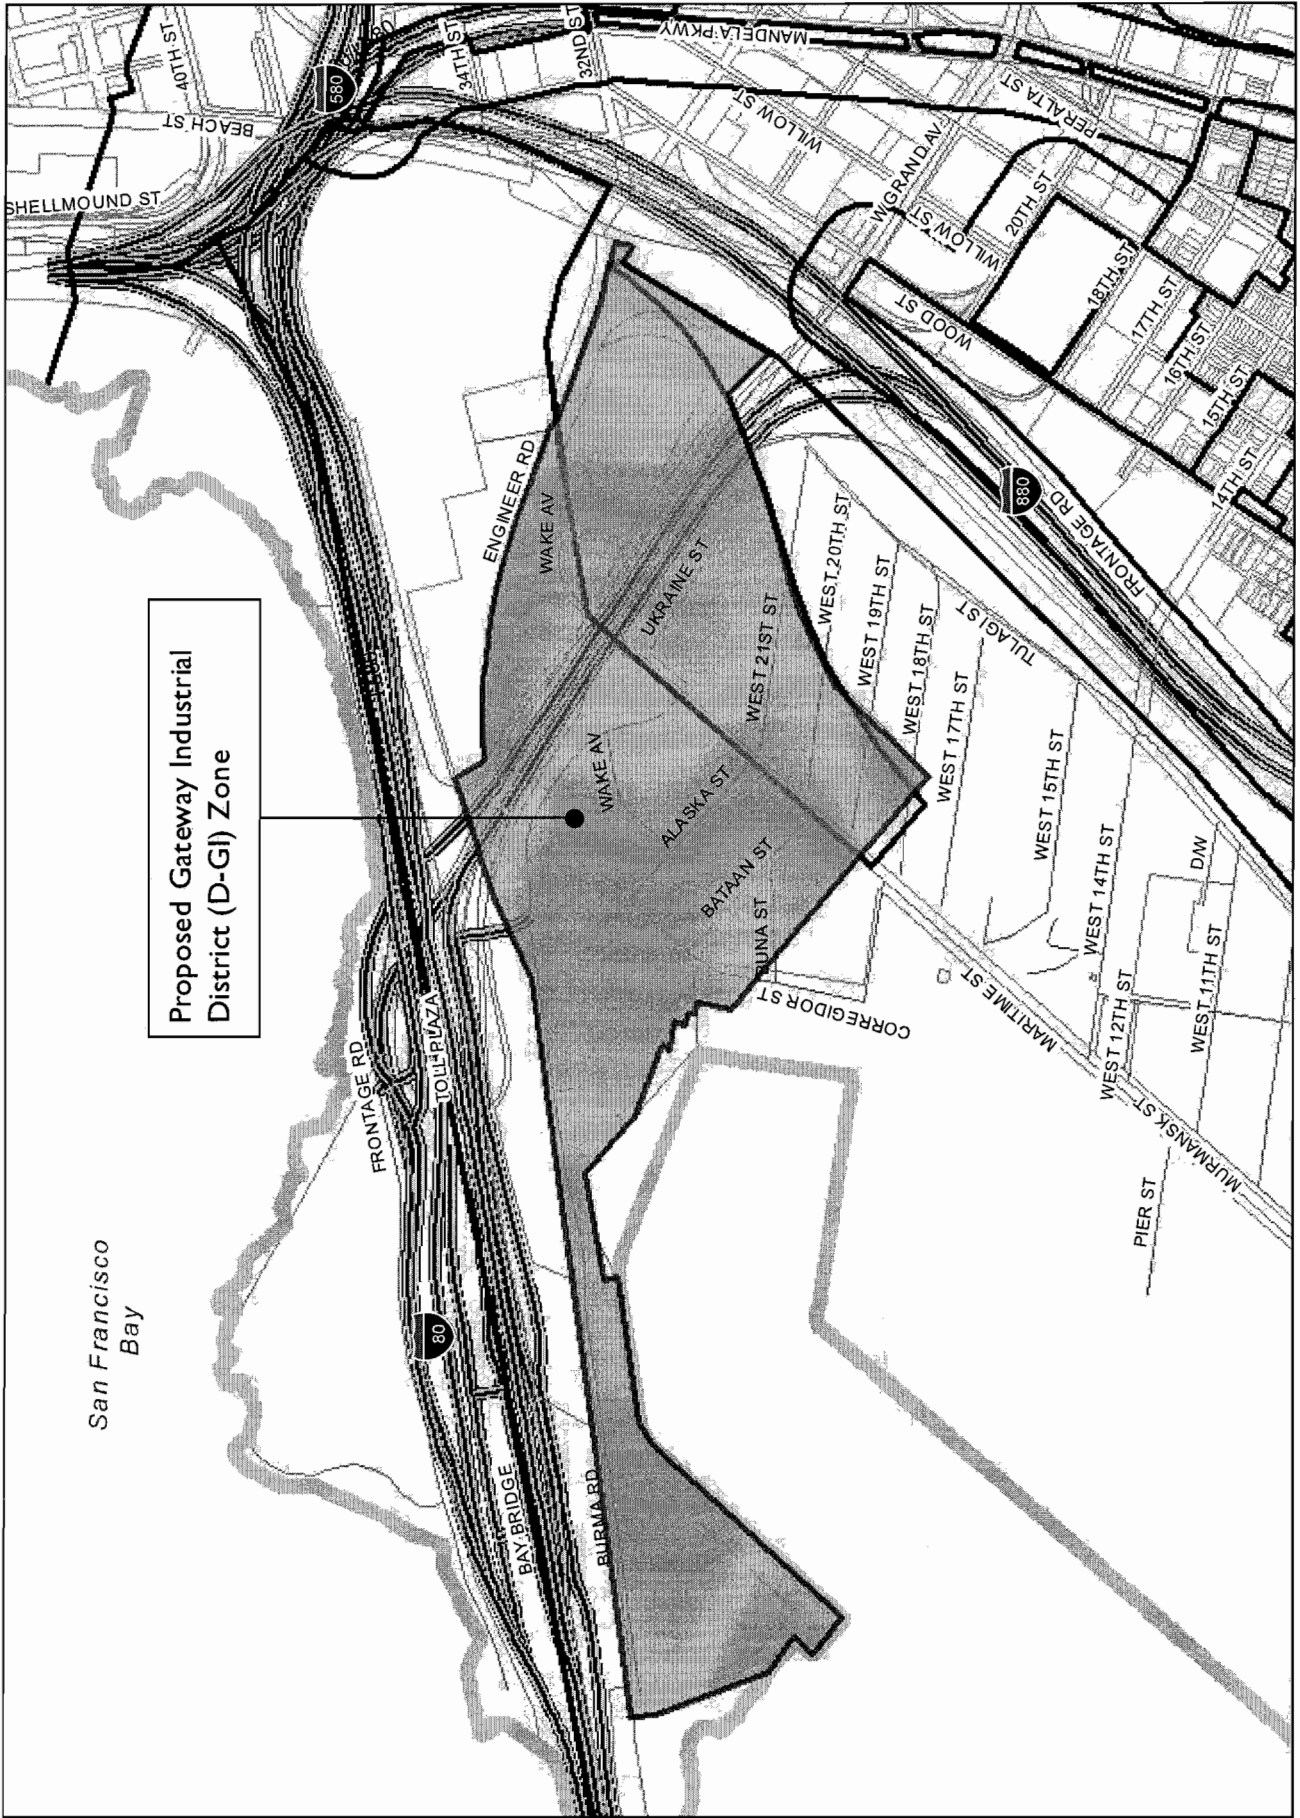 Proposed Gateway Industrial
District (D-GI) Zone
San Francisco
Bay
SHELLMOUND ST
BEACH ST
40TH ST
580
34TH ST
32ND ST
MANDELA PKWY
WILLOW ST
PERALTA ST
W GRAND AV
WILLOW ST
20TH ST
18TH ST
17TH ST
16TH ST
15TH ST
14TH ST
WOOD ST
880
FRONTAGE RD
ENGINEER RD
WAKE AV
UKRAINE ST
WEST 21ST ST
WEST 20TH ST
WEST 19TH ST
WEST 18TH ST
WEST 17TH ST
TULAGI ST
WEST 15TH ST
WEST 14TH ST
D/W
WEST 12TH ST
WEST 11TH ST
WAKE AV
ALASKA ST
BATAAN ST
BUNA ST
CORREGIDOR ST
MARITIME ST
MURMANSK ST
PIER ST
FRONTAGE RD
TOLL PLAZA
80
BAY BRIDGE
BURMA RD